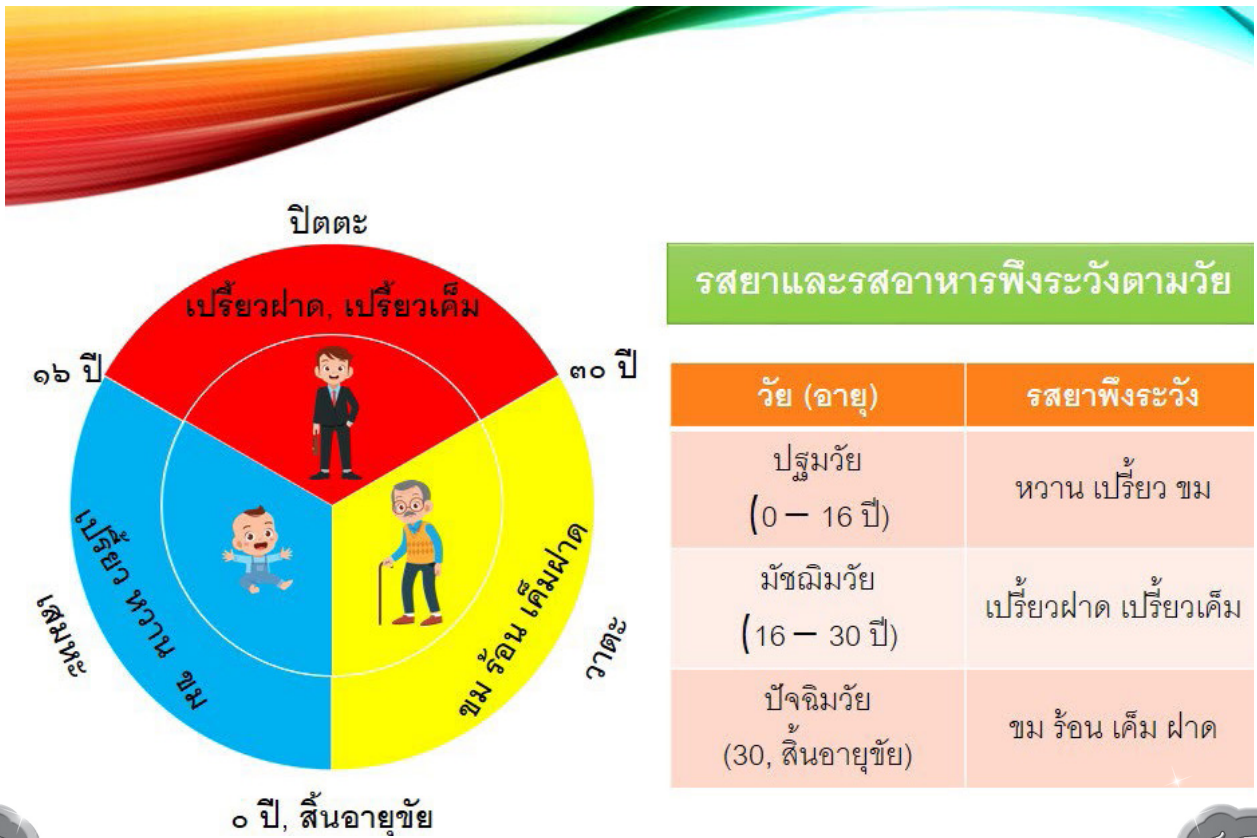 ปิตตะ
เปรี้ยวฝาด, เปรี้ยวเค็ม
๑๖ ปี
๓๐ ปี
เปรี้ยว หวาน ขม
เสมหะ
ขม ร้อน เค็มฝาด
วาตะ
๐ ปี, สิ้นอายุขัย
รสยาและรสอาหารพึงระวังตามวัย
วัย (อายุ) รสยาพึงระวัง
ปฐมวัย
(0 – 16 ปี)
หวาน เปรี้ยว ขม
มัชฌิมวัย
(16 – 30 ปี)
เปรี้ยวฝาด เปรี้ยวเค็ม
ปัจฉิมวัย
(30, สิ้นอายุขัย)
ขม ร้อน เค็ม ฝาด